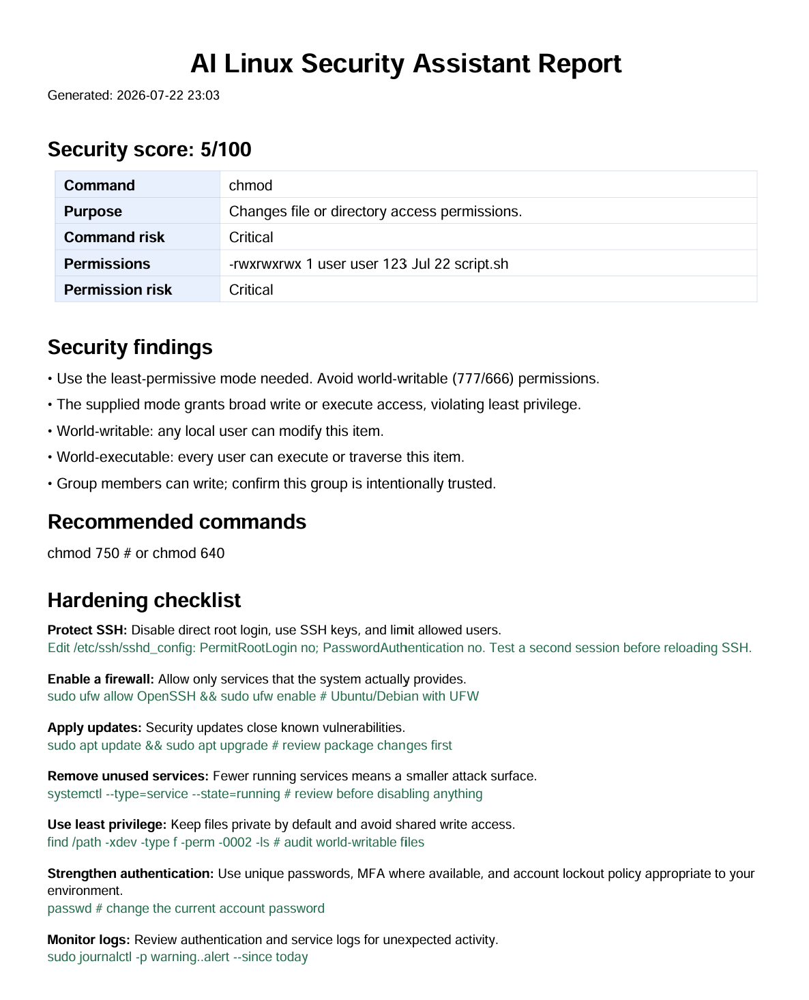 AI Linux Security Assistant Report
Generated: 2026-07-22 23:03
Security score: 5/100
Command chmod
Purpose Changes file or directory access permissions.
Command risk Critical
Permissions -rwxrwxrwx 1 user user 123 Jul 22 script.sh
Permission risk Critical
Security findings
• Use the least-permissive mode needed. Avoid world-writable (777/666) permissions.
• The supplied mode grants broad write or execute access, violating least privilege.
• World-writable: any local user can modify this item.
• World-executable: every user can execute or traverse this item.
• Group members can write; confirm this group is intentionally trusted.
Recommended commands
chmod 750 # or chmod 640
Hardening checklist
Protect SSH: Disable direct root login, use SSH keys, and limit allowed users.
Edit /etc/ssh/sshd_config: PermitRootLogin no; PasswordAuthentication no. Test a second session before reloading SSH.
Enable a firewall: Allow only services that the system actually provides.
sudo ufw allow OpenSSH && sudo ufw enable # Ubuntu/Debian with UFW
Apply updates: Security updates close known vulnerabilities.
sudo apt update && sudo apt upgrade # review package changes first
Remove unused services: Fewer running services means a smaller attack surface.
systemctl --type=service --state=running # review before disabling anything
Use least privilege: Keep files private by default and avoid shared write access.
find /path -xdev -type f -perm -0002 -ls # audit world-writable files
Strengthen authentication: Use unique passwords, MFA where available, and account lockout policy appropriate to your
environment.
passwd # change the current account password
Monitor logs: Review authentication and service logs for unexpected activity.
sudo journalctl -p warning..alert --since today